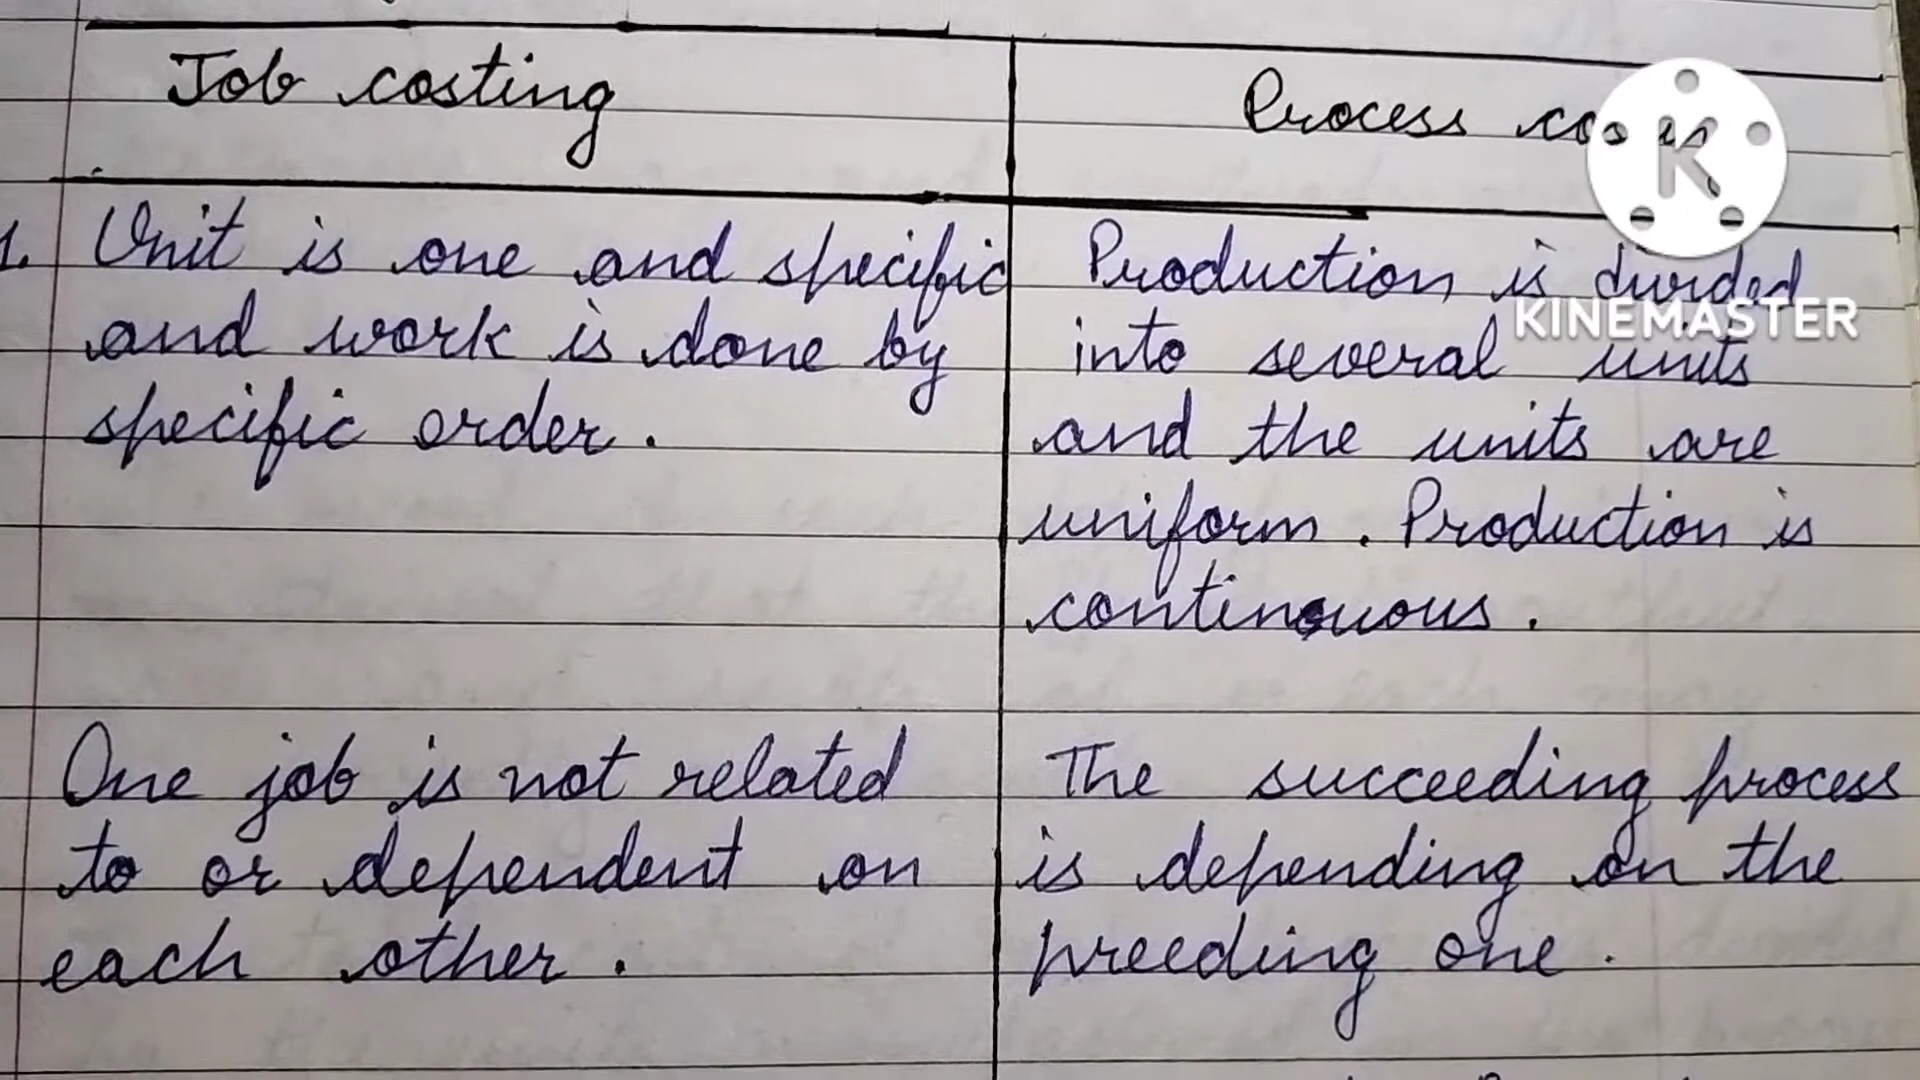 Job costing
Process cos
1. Unit is one and specific
and work is done by
specific order.
Production is divided
into several units
and the units are
uniform. Production is
continuous.
One job is not related
to or dependent on
each other.
The succeeding process
is depending on the
preeding one.
K
KINEMASTER